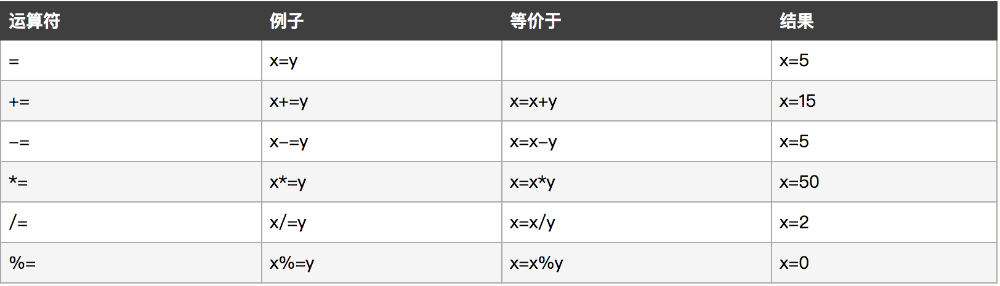 运算符 例子 等价于 结果
= x=y x=5
+= x+=y x=x+y x=15
-= x-=y x=x-y x=5
*= x*=y x=x*y x=50
/= x/=y x=x/y x=2
%= x%=y x=x%y x=0